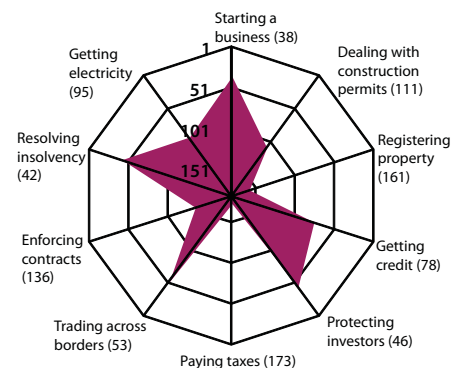 Starting a
business (38)
Dealing with
construction
permits (111)
Registering
property
(161)
Getting
credit (78)
Protecting
investors (46)
Paying taxes (173)
Trading across
borders (53)
Enforcing
contracts
(136)
Resolving
insolvency
(42)
Getting
electricity
(95)
1
51
101
151